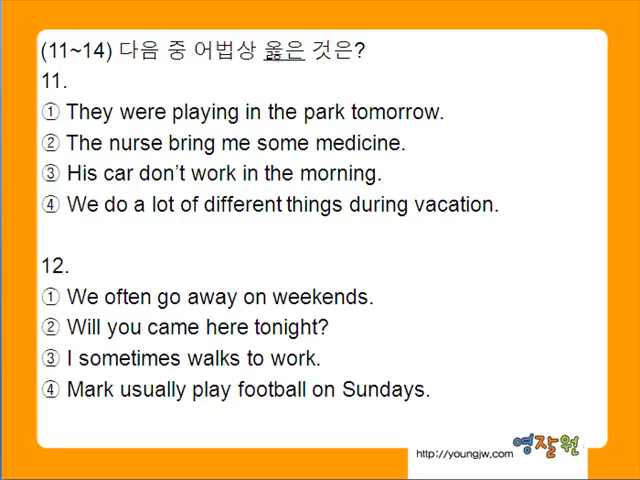 (11~14) 다음 중 어법상 옳은 것은?
11.
① They were playing in the park tomorrow.
② The nurse bring me some medicine.
③ His car don't work in the morning.
④ We do a lot of different things during vacation.
12.
① We often go away on weekends.
② Will you came here tonight?
③ I sometimes walks to work.
④ Mark usually play football on Sundays.
http://youngjw.com 영잘원